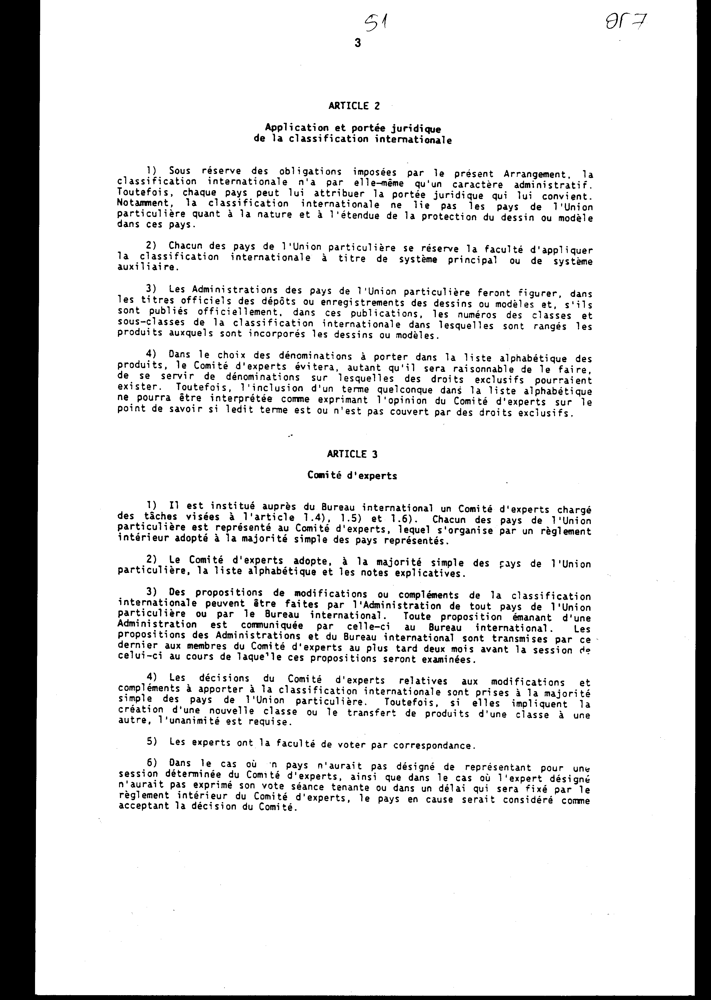 51
3
ARTICLE 2
Application et portée juridique
de la classification internationale
1) Sous réserve des obligations imposées par le présent Arrangement, la
classification internationale n'a par elle-même qu'un caractère administratif.
Toutefois, chaque pays peut lui attribuer la portée juridique qui lui convient.
Notamment, la classification internationale ne lie pas les pays de l'Union
particulière quant à la nature et à l'étendue de la protection du dessin ou modèle
dans ces pays.
2) Chacun des pays de l'Union particulière se réserve la faculté d'appliquer
la classification internationale à titre de système principal ou de système
auxiliaire.
3) Les Administrations des pays de l'Union particulière feront figurer, dans
les titres officiels des dépôts ou enregistrements des dessins ou modèles et, s'ils
sont publiés officiellement, dans ces publications, les numéros des classes et
sous-classes de la classification internationale dans lesquelles sont rangés les
produits auxquels sont incorporés les dessins ou modèles.
4) Dans le choix des dénominations à porter dans la liste alphabétique des
produits, le Comité d'experts évitera, autant qu'il sera raisonnable de le faire,
de se servir de dénominations sur lesquelles des droits exclusifs pourraient
exister. Toutefois, l'inclusion d'un terme quelconque dans la liste alphabétique
ne pourra être interprétée comme exprimant l'opinion du Comité d'experts sur le
point de savoir si ledit terme est ou n'est pas couvert par des droits exclusifs.
ARTICLE 3
Comité d'experts
1) Il est institué auprès du Bureau international un Comité d'experts chargé
des tâches visées à l'article 1.4), 1.5) et 1.6). Chacun des pays de l'Union
particulière est représenté au Comité d'experts, lequel s'organise par un règlement
intérieur adopté à la majorité simple des pays représentés.
2) Le Comité d'experts adopte, à la majorité simple des pays de l'Union
particulière, la liste alphabétique et les notes explicatives.
3) Des propositions de modifications ou compléments de la classification
internationale peuvent être faites par l'Administration de tout pays de l'Union
particulière ou par le Bureau international. Toute proposition émanant d'une
Administration est communiquée par celle-ci au Bureau international. Les
propositions des Administrations et du Bureau international sont transmises par ce
dernier aux membres du Comité d'experts au plus tard deux mois avant la session de
celui-ci au cours de laquelle ces propositions seront examinées.
4) Les décisions du Comité d'experts relatives aux modifications et
compléments à apporter à la classification internationale sont prises à la majorité
simple des pays de l'Union particulière. Toutefois, si elles impliquent la
création d'une nouvelle classe ou le transfert de produits d'une classe à une
autre, l'unanimité est requise.
5) Les experts ont la faculté de voter par correspondance.
6) Dans le cas où n pays n'aurait pas désigné de représentant pour une
session déterminée du Comité d'experts, ainsi que dans le cas où l'expert désigné
n'aurait pas exprimé son vote séance tenante ou dans un délai qui sera fixé par le
règlement intérieur du Comité d'experts, le pays en cause serait considéré comme
acceptant la décision du Comité.